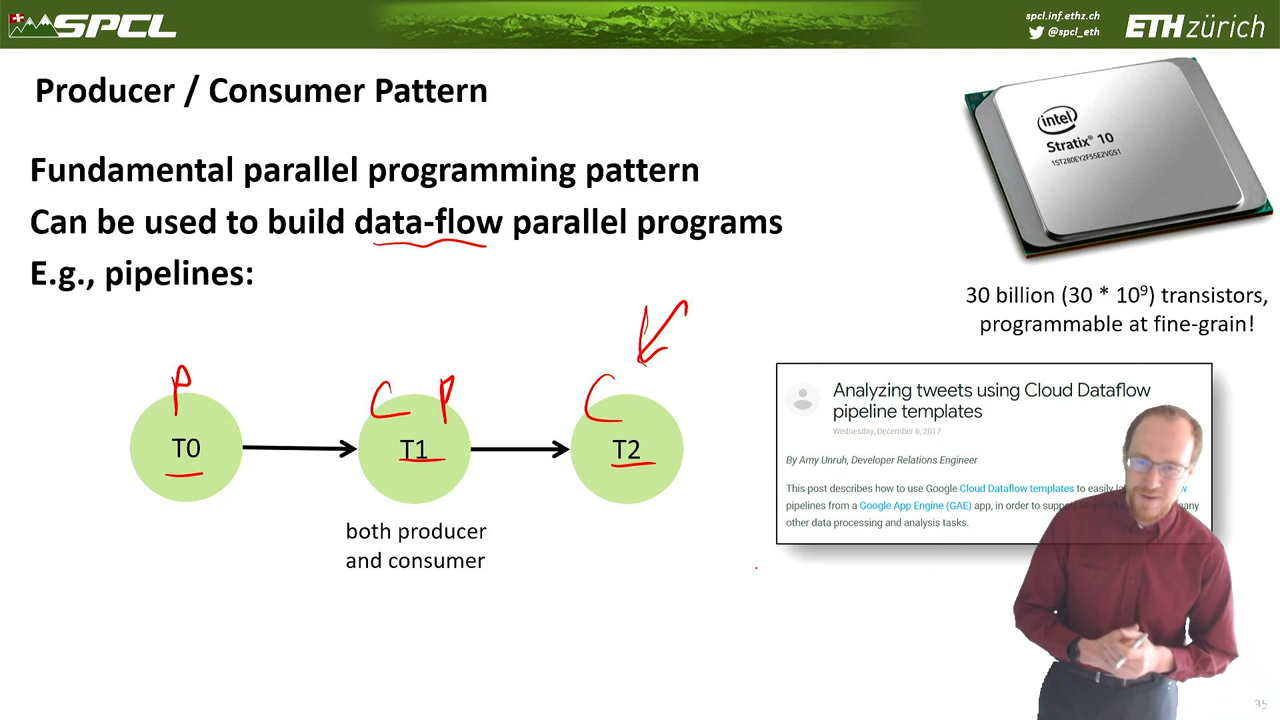 SPCL
spcl.inf.ethz.ch
@spcl_eth
ETH zürich
Producer / Consumer Pattern
Fundamental parallel programming pattern
Can be used to build data-flow parallel programs
E.g., pipelines:
intel
Stratix® 10
1ST280EY2F55E2VGS1
30 billion (30 * 10⁹) transistors,
programmable at fine-grain!
P
C P
C
T0
T1
T2
both producer
and consumer
Analyzing tweets using Cloud Dataflow
pipeline templates
Wednesday, December 6, 2017
By Amy Unruh, Developer Relations Engineer
This post describes how to use Google Cloud Dataflow templates to easily
pipelines from a Google App Engine (GAE) app, in order to support many
other data processing and analysis tasks.
35